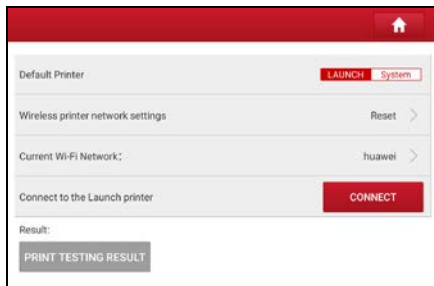 Default Printer LAUNCH System
Wireless printer network settings Reset
Current Wi-Fi Network: huawei
Connect to the Launch printer CONNECT
Result:
PRINT TESTING RESULT